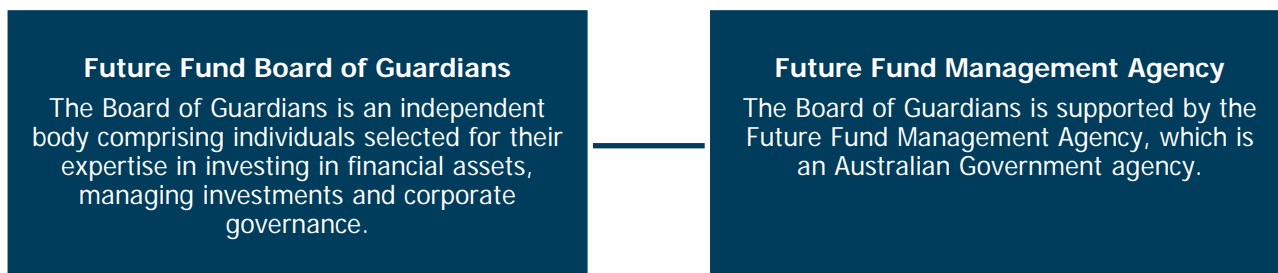 Future Fund Board of Guardians
The Board of Guardians is an independent
body comprising individuals selected for their
expertise in investing in financial assets,
managing investments and corporate
governance.
Future Fund Management Agency
The Board of Guardians is supported by the
Future Fund Management Agency, which is
an Australian Government agency.